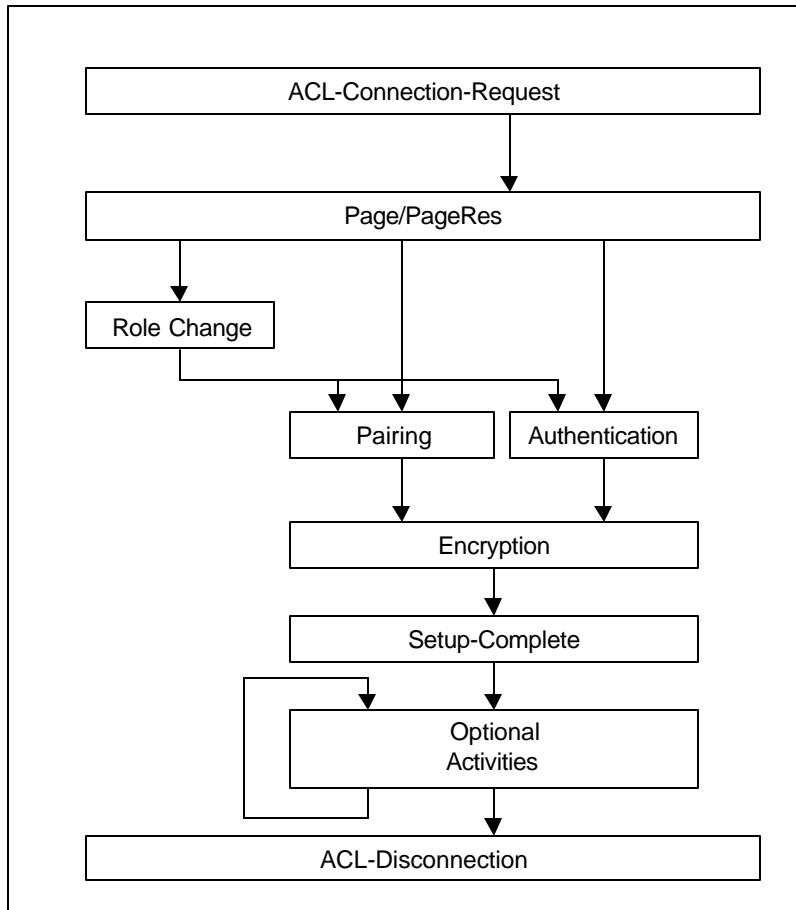 ACL-Connection-Request
Page/PageRes
Role Change
Pairing
Authentication
Encryption
Setup-Complete
Optional
Activities
ACL-Disconnection